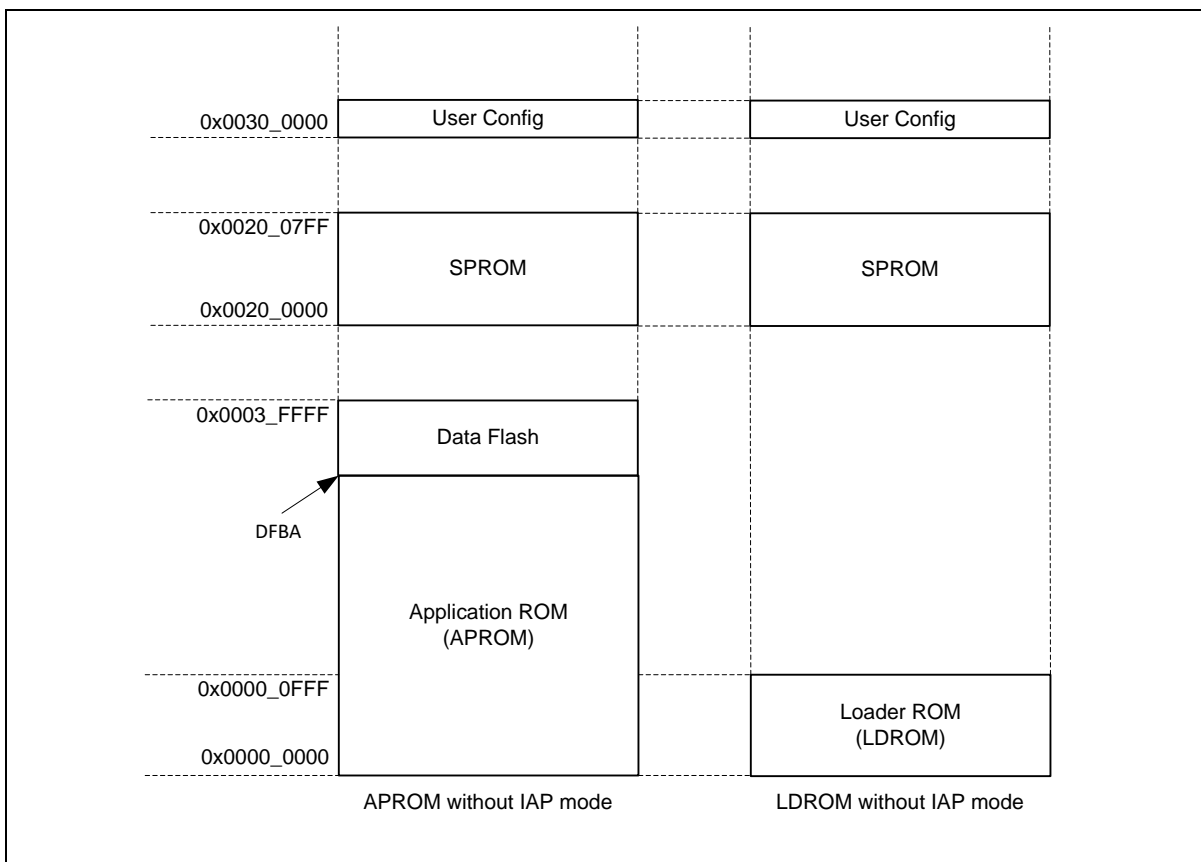 0x0030_0000
User Config
User Config
0x0020_07FF
SPROM
SPROM
0x0020_0000
0x0003_FFFF
Data Flash
DFBA
Application ROM
(APROM)
0x0000_0FFF
Loader ROM
(LDROM)
0x0000_0000
APROM without IAP mode
LDROM without IAP mode